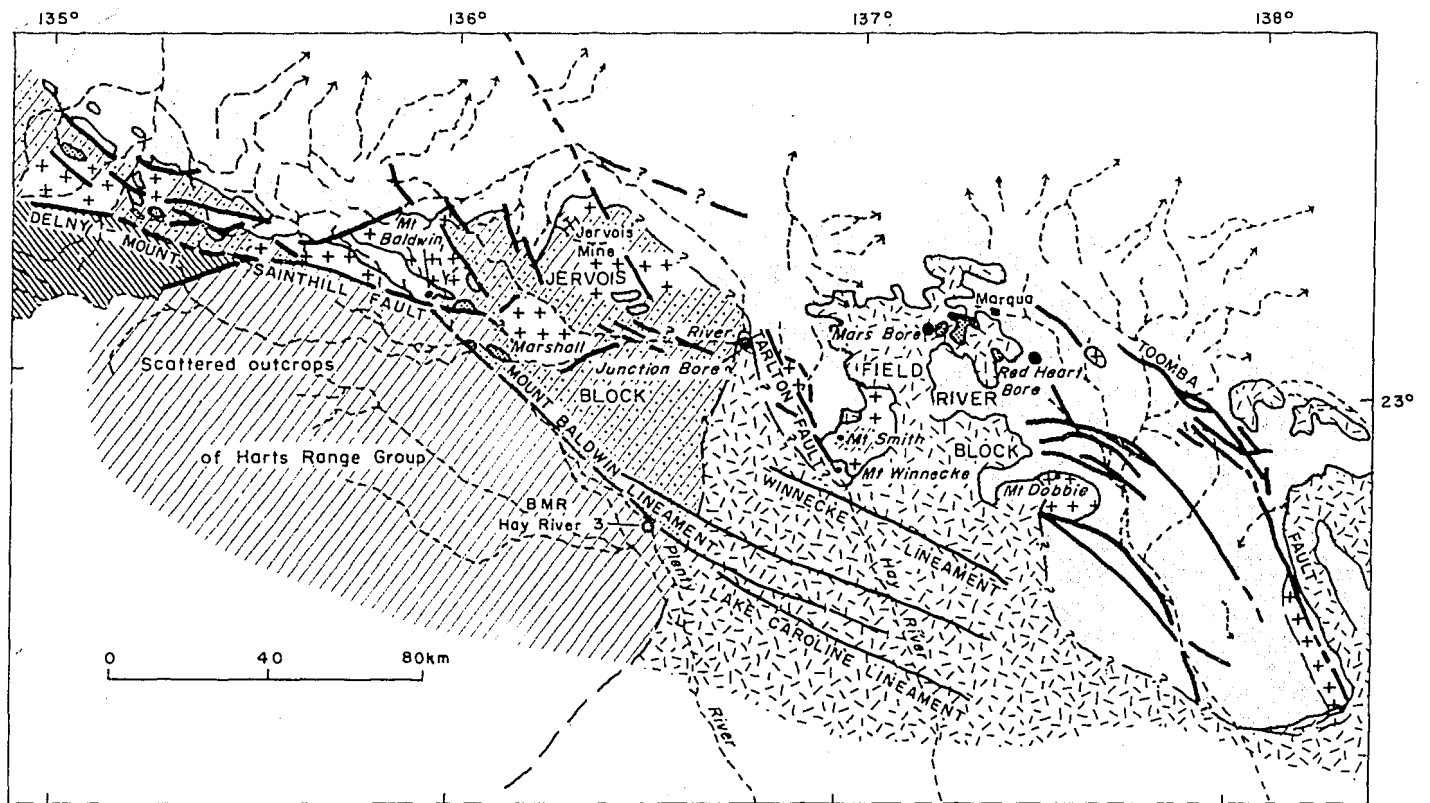 135° 136° 137° 138°
Mt
Baldwin
Jervois
Mine
JERVOIS
DELNY MOUNT SAINTHILL FAULT
Marqua
Mars Bore
River
Marshall
Junction Bore
TARLTON FAULT?
TOOMBA FAULT
Scattered outcrops
of Harts Range Group
BLOCK
FIELD
RIVER
BLOCK
Red Heart
Bore
23°
Mt Smith
Mt Winnecke
Mt Dobbie
MOUNT BALDWIN LINEAMENT
WINNECKE LINEAMENT
BMR
Hay River 3
Plenty River
Hay River
LAKE CAROLINE LINEAMENT
0 40 80km
? ? ? ? ? ?